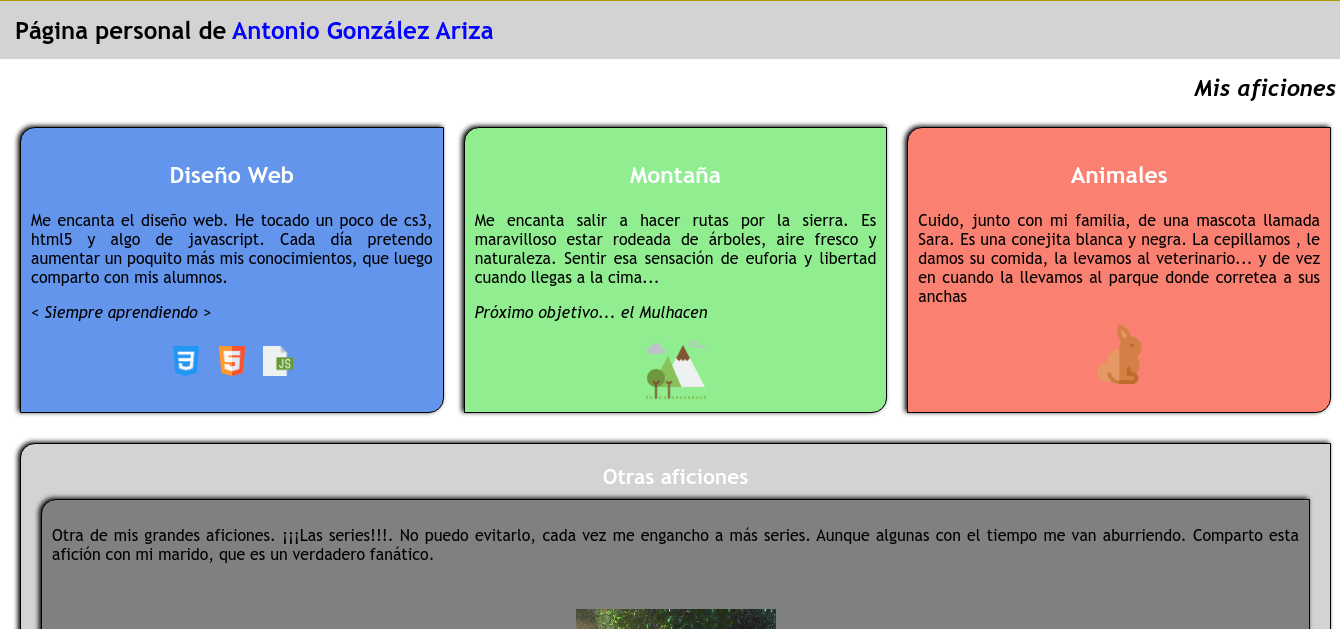 Página personal de Antonio González Ariza
Mis aficiones
Diseño Web
Me encanta el diseño web. He tocado un poco de cs3,
html5 y algo de javascript. Cada día pretendo
aumentar un poquito más mis conocimientos, que luego
comparto con mis alumnos.
< Siempre aprendiendo >
3
5
JS
Montaña
Me encanta salir a hacer rutas por la sierra. Es
maravilloso estar rodeada de árboles, aire fresco y
naturaleza. Sentir esa sensación de euforia y libertad
cuando llegas a la cima...
Próximo objetivo... el Mulhacen
Animales
Cuido, junto con mi familia, de una mascota llamada
Sara. Es una conejita blanca y negra. La cepillamos , le
damos su comida, la levamos al veterinario... y de vez
en cuando la llevamos al parque donde corretea a sus
anchas
Otras aficiones
Otra de mis grandes aficiones. ¡¡¡Las series!!!. No puedo evitarlo, cada vez me engancho a más series. Aunque algunas con el tiempo me van aburriendo. Comparto esta
afición con mi marido, que es un verdadero fanático.